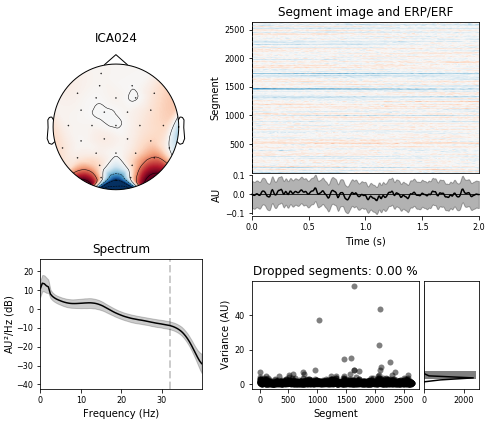 ICA024
Segment image and ERP/ERF
Segment
2500
2000
1500
1000
500
AU
0.1
0.0
−0.1
0.0 0.5 1.0 1.5 2.0
Time (s)
Spectrum
AU²/Hz (dB)
20
10
0
−10
−20
−30
−40
0 10 20 30
Frequency (Hz)
Dropped segments: 0.00 %
Variance (AU)
40
20
0
0 500 1000 1500 2000 2500
Segment
0 2000